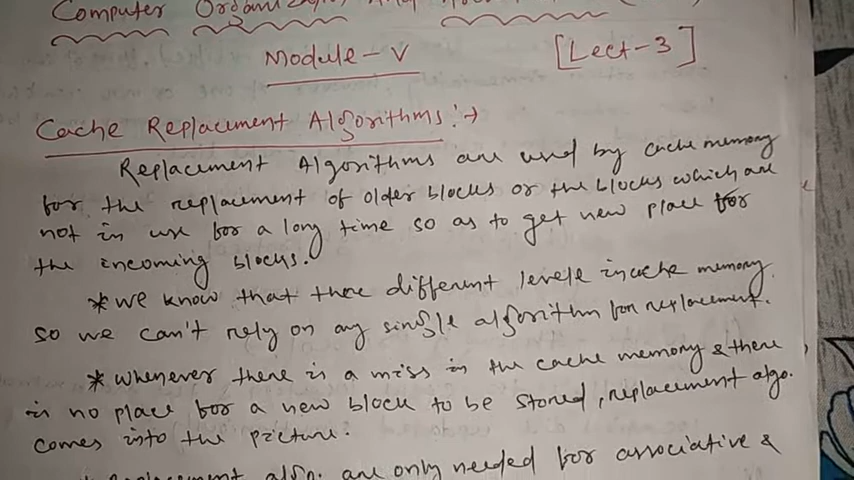 Computer Organization And
Module - V [Lect-3]
Cache Replacement Algorithms :→
Replacement Algorithms are used by cache memory
for the replacement of older blocks or the blocks which are
not in use for a long time so as to get new place for
the incoming blocks.
*we know that there different levels in cache memory.
so we can't rely on any single algorithm for replacement.
*whenever there is a miss in the cache memory & there
is no place for a new block to be stored, replacement algo.
comes into the picture.
Replacement algo. are only needed for associative &